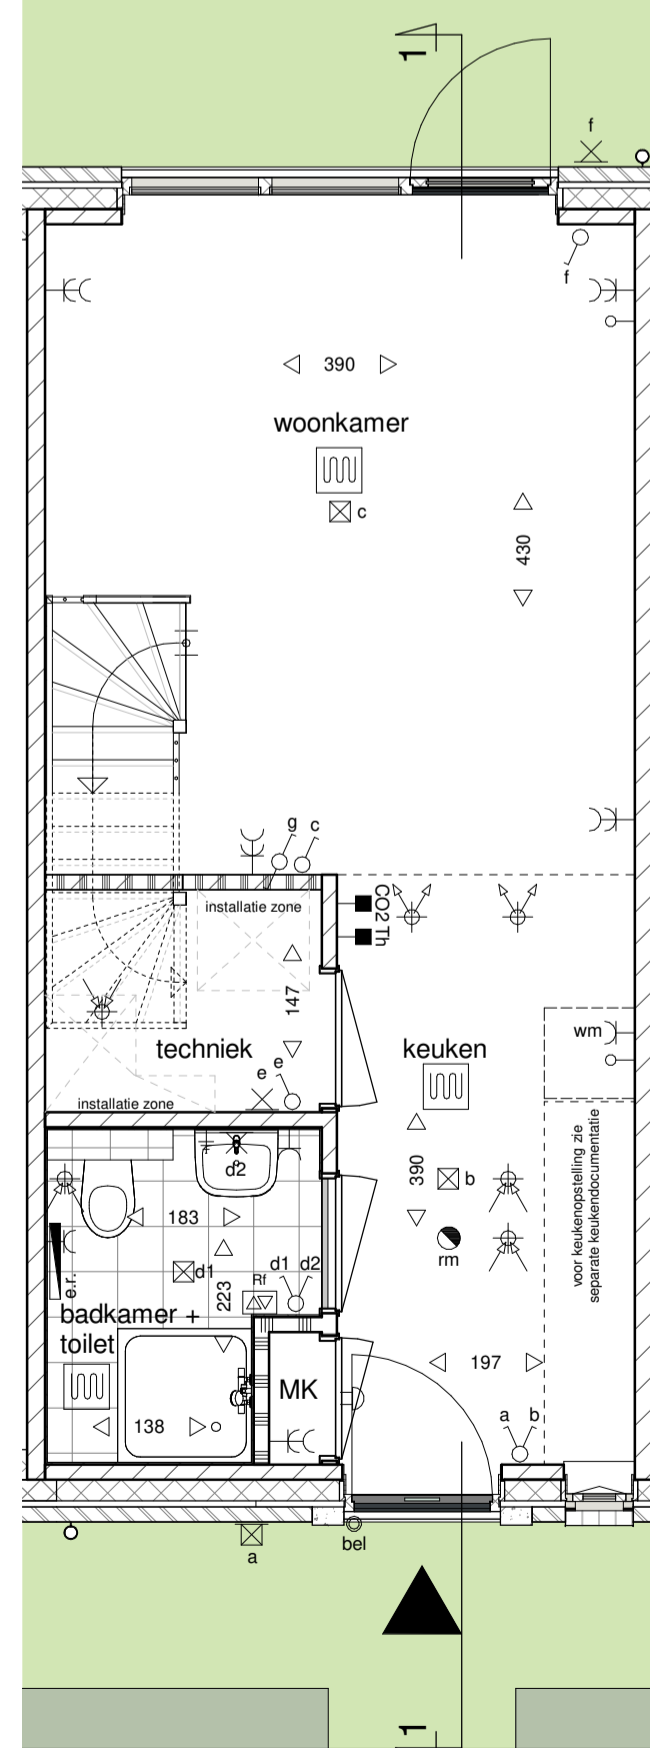 1
f
f
390
woonkamer
c
430
g
c
installatie zone
CO2 Th
147
techniek
keuken
wm
e
e
installatie zone
d2
390
b
voor keukenopstelling zie
separate keukendocumentatie
183
rm
d1
223
d1
d2
Rf
e.r.
badkamer +
toilet
197
MK
138
a
b
bel
a
1